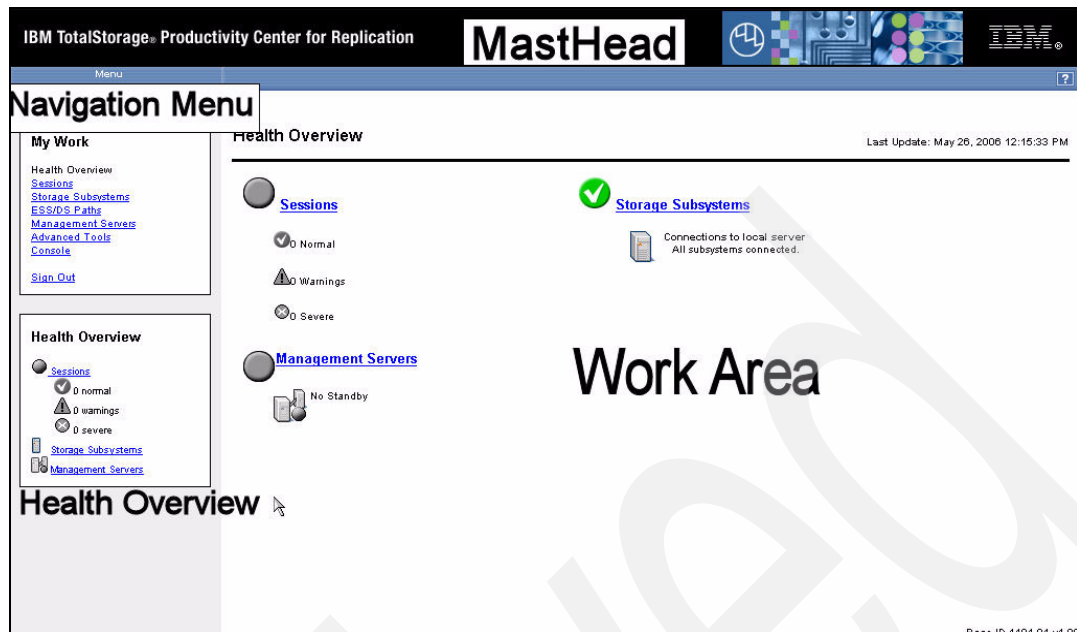 IBM TotalStorage® Productivity Center for Replication
MastHead
IBM®
Menu
?
Navigation Menu
My Work
Health Overview
Sessions
Storage Subsystems
ESS/DS Paths
Management Servers
Advanced Tools
Console
Sign Out
Health Overview
Sessions
0 normal
0 warnings
0 severe
Storage Subsystems
Management Servers
Health Overview
Health Overview
Last Update: May 26, 2006 12:15:33 PM
Sessions
0 Normal
0 Warnings
0 Severe
Management Servers
No Standby
Storage Subsystems
Connections to local server
All subsystems connected.
Work Area